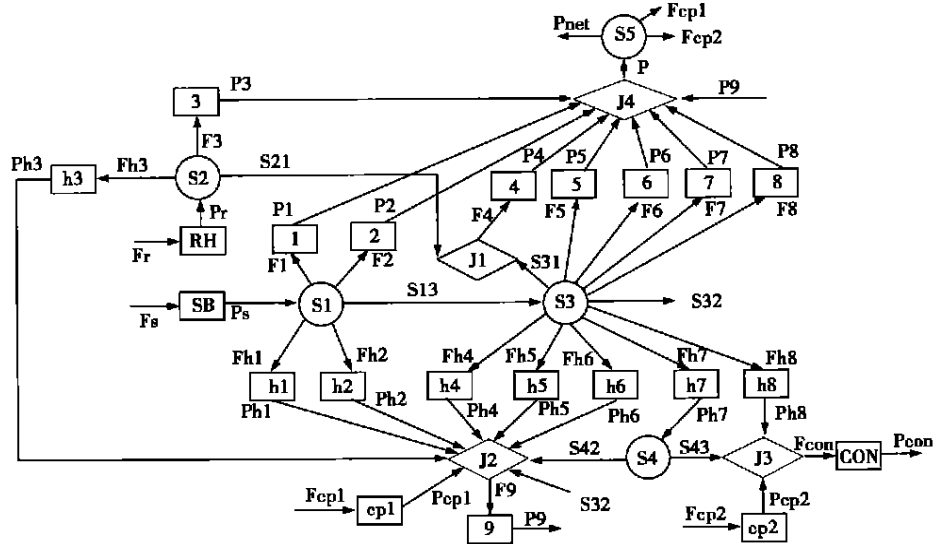 Fcp1
Pnet S5 Fcp2
P
P3 P9
3 J4
F3
Ph3 Fh3 S21 P4 P5 P6 P7 P8
h3 S2 4 5 6 7 8
Pr P1 P2 F4 F5 F6 F7 F8
Fr RH 1 2
F1 F2 J1 S31
SB S1 S13 S3 S32
Fs Ps
Fh1 Fh2 Fh4 Fh5 Fh6 Fh7 Fh8
h1 h2 h4 h5 h6 h7 h8
Ph1 Ph2 Ph4 Ph5 Ph6 Ph7 Ph8
J2 S42 S4 S43 J3 Fcon CON Pcon
Fcp1 Pcp1 F9 S32 Pcp2
cp1 9 P9 Fcp2 cp2